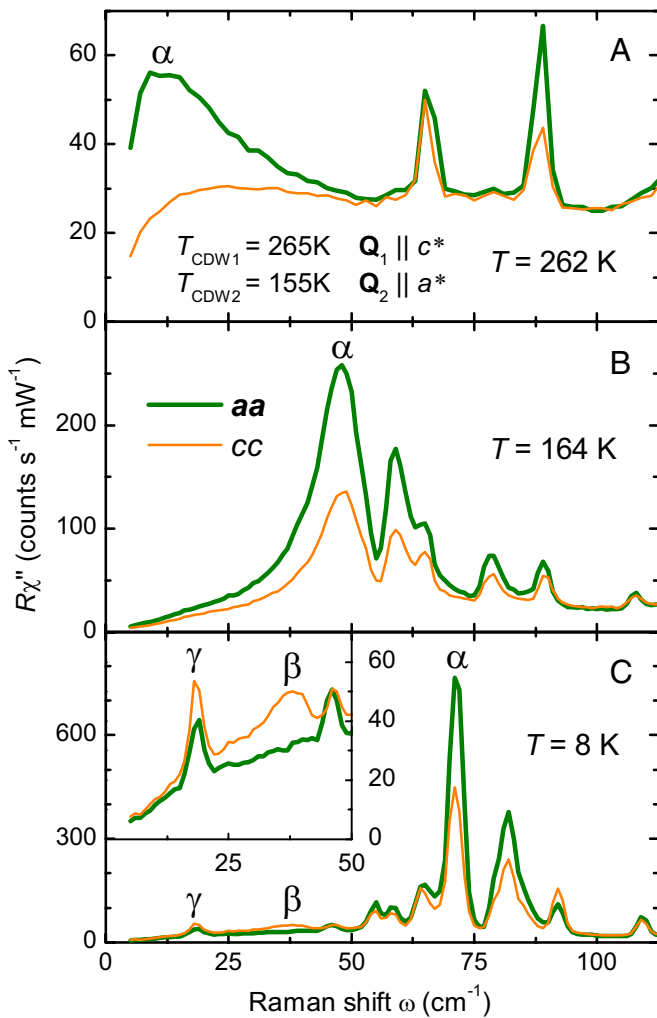 A
α
60
40
20
0
T_CDW1 = 265K Q₁ || c*
T_CDW2 = 155K Q₂ || a*
T = 262 K
B
α
200
100
0
aa
cc
T = 164 K
Rχ'' (counts s⁻¹ mW⁻¹)
C
γ
β
α
60
40
20
0
25
50
T = 8 K
600
300
0
γ
β
0
25
50
75
100
Raman shift ω (cm⁻¹)